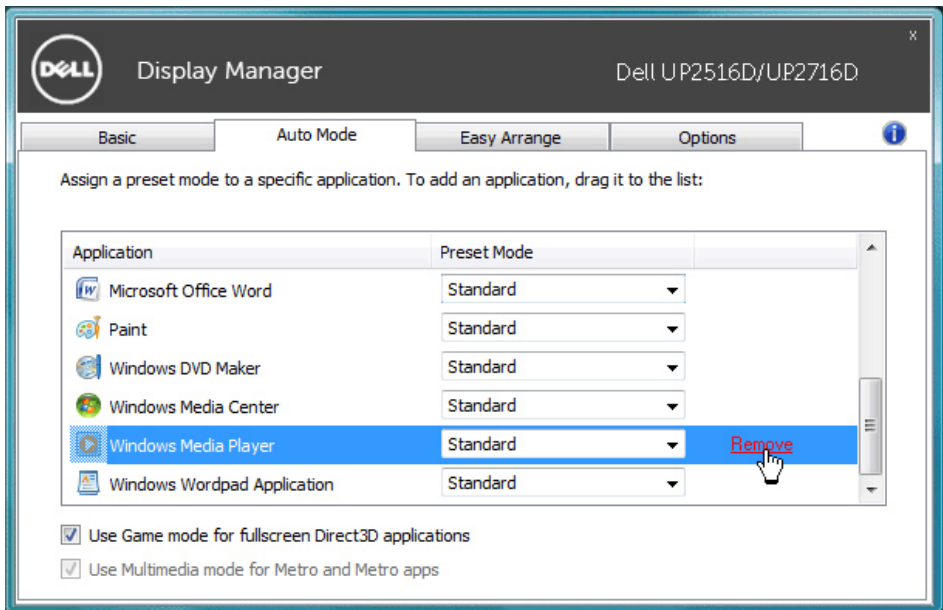 x
DELL Display Manager Dell UP2516D/UP2716D
Basic Auto Mode Easy Arrange Options i
Assign a preset mode to a specific application. To add an application, drag it to the list:
Application Preset Mode
Microsoft Office Word Standard
Paint Standard
Windows DVD Maker Standard
Windows Media Center Standard
Windows Media Player Standard Remove
Windows Wordpad Application Standard
Use Game mode for fullscreen Direct3D applications
Use Multimedia mode for Metro and Metro apps